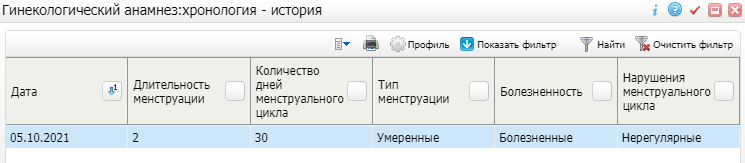 Гинекологический анамнез:хронология - история
Профиль Показать фильтр Найти Очистить фильтр
Дата
Длительность
менструации
Количество
дней
менструального
цикла
Тип
менструации
Болезненность
Нарушения
менструального
цикла
05.10.2021 2 30 Умеренные Болезненные Нерегулярные